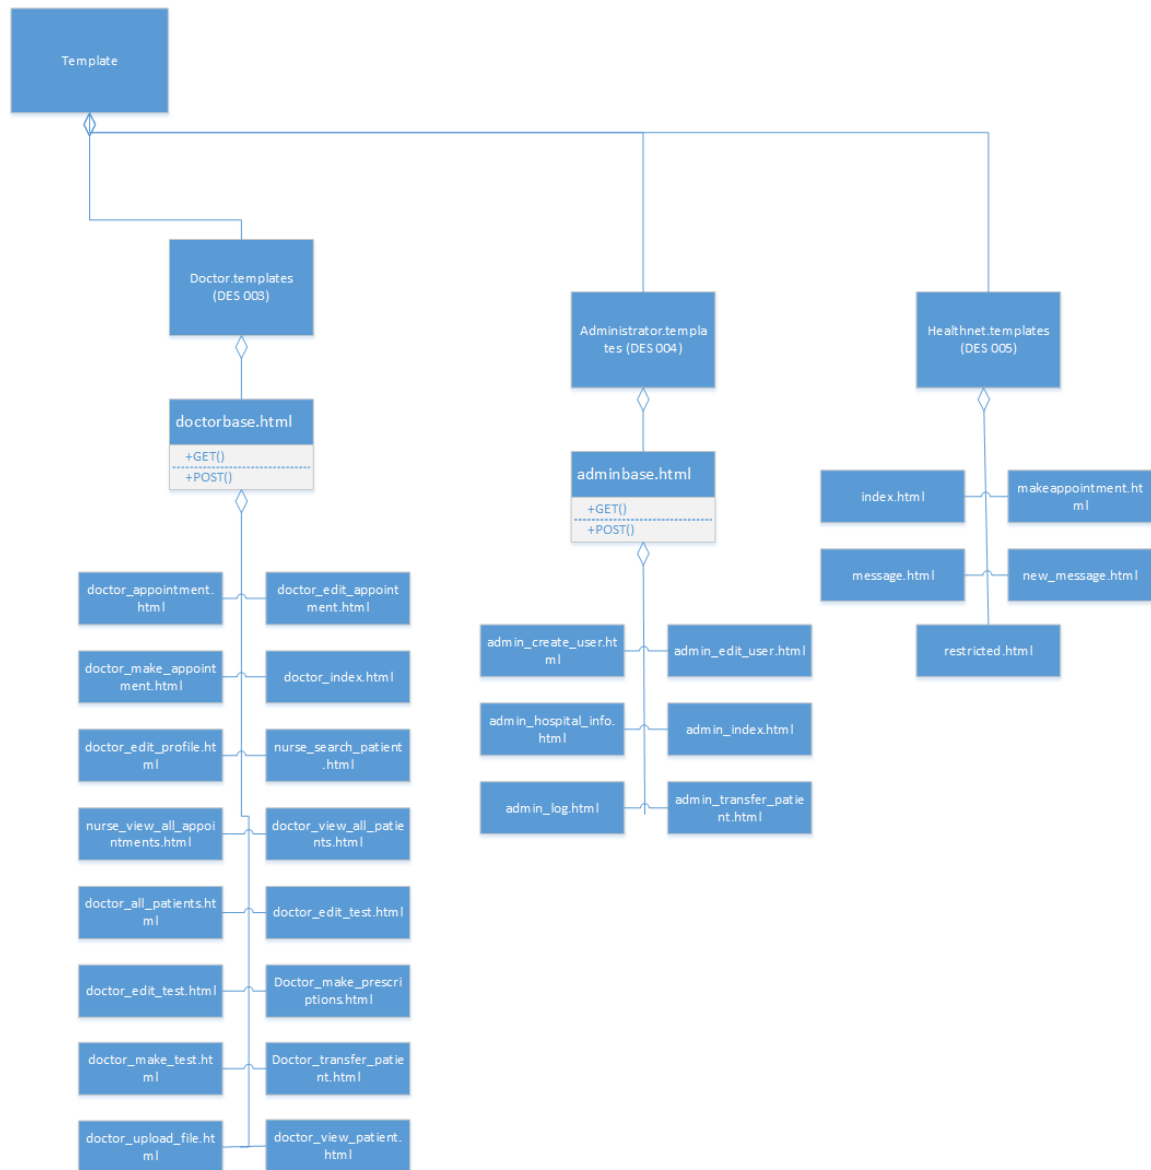 Template
Doctor.templates
(DES 003)
doctorbase.html
+GET()
+POST()
doctor_appointment.
html
doctor_edit_appoint
ment.html
doctor_make_appoint
ment.html
doctor_index.html
doctor_edit_profile.ht
ml
nurse_search_patient
.html
nurse_view_all_appo
intments.html
doctor_view_all_patie
nts.html
doctor_all_patients.ht
ml
doctor_edit_test.html
doctor_edit_test.html
Doctor_make_prescri
ptions.html
doctor_make_test.ht
ml
Doctor_transfer_patie
nt.html
doctor_upload_file.ht
ml
doctor_view_patient.
html
Administrator.templa
tes (DES 004)
adminbase.html
+GET()
+POST()
admin_create_user.ht
ml
admin_edit_user.html
admin_hospital_info.
html
admin_index.html
admin_log.html
admin_transfer_patie
nt.html
Healthnet.templates
(DES 005)
index.html
makeappointment.ht
ml
message.html
new_message.html
restricted.html